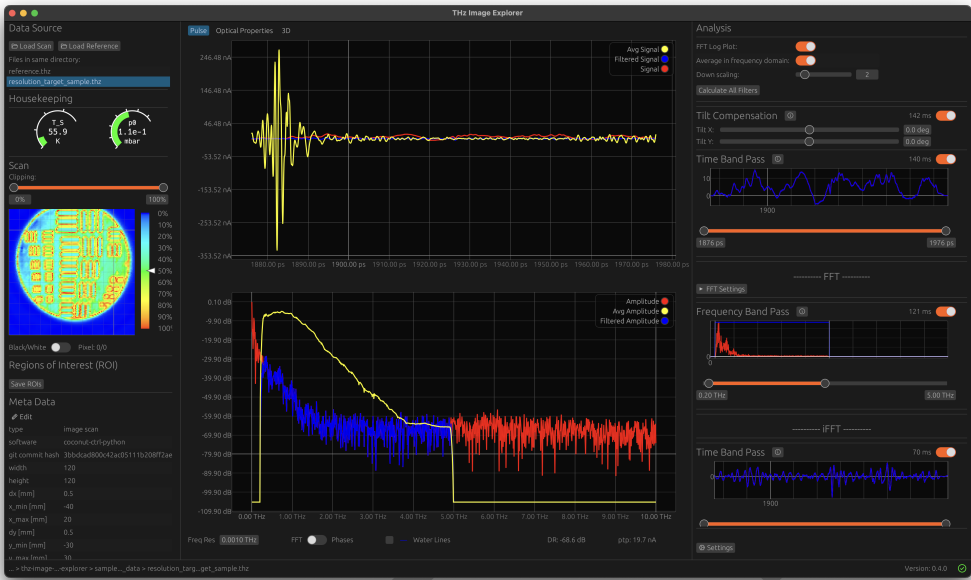 THz Image Explorer
Data Source
Load Scan
Load Reference
Files in same directory:
reference.thz
resolution_target_sample.thz
Housekeeping
T_S
55.9
K
p0
1.1e-1
mbar
Scan
Clipping:
0%
100%
0%
10%
20%
30%
40%
50%
60%
70%
80%
90%
100%
Black/White
Pixel: 0/0
Regions of Interest (ROI)
Save ROIs
Meta Data
Edit
type image scan
software coconut-ctrl-python
git commit hash 3bbdcad800c42ac05111b208ff2ae
width 120
height 120
dx [mm] 0.5
x_min [mm] -40
x_max [mm] 20
dy [mm] 0.5
y_min [mm] -30
y_max [mm] 30
Pulse
Optical Properties
3D
Avg Signal
Filtered Signal
Signal
246.48 nA
146.48 nA
46.48 nA
-53.52 nA
-153.52 nA
-253.52 nA
-353.52 nA
1880.00 ps 1890.00 ps 1900.00 ps 1910.00 ps 1920.00 ps 1930.00 ps 1940.00 ps 1950.00 ps 1960.00 ps 1970.00 ps 1980.00 ps
Amplitude
Avg Amplitude
Filtered Amplitude
0.10 dB
-9.90 dB
-19.90 dB
-29.90 dB
-39.90 dB
-49.90 dB
-59.90 dB
-69.90 dB
-79.90 dB
-89.90 dB
-99.90 dB
-109.90 dB
0.00 THz 1.00 THz 2.00 THz 3.00 THz 4.00 THz 5.00 THz 6.00 THz 7.00 THz 8.00 THz 9.00 THz 10.00 THz
Freq Res 0.0010 THz FFT Phases Water Lines DR: -68.6 dB ptp: 19.7 nA
Analysis
FFT Log Plot:
Average in frequency domain:
Down scaling: 2
Calculate All Filters
Tilt Compensation 142 ms
Tilt X: 0.0 deg
Tilt Y: 0.0 deg
Time Band Pass 140 ms
10
0
1900
1876 ps
1976 ps
---------- FFT ----------
FFT Settings
Frequency Band Pass 121 ms
0
0
0.20 THz
5.00 THz
---------- iFFT ----------
Time Band Pass 70 ms
0
1900
Settings
... > thz-image-...-explorer > sample..._data > resolution_targ...get_sample.thz
Version: 0.4.0